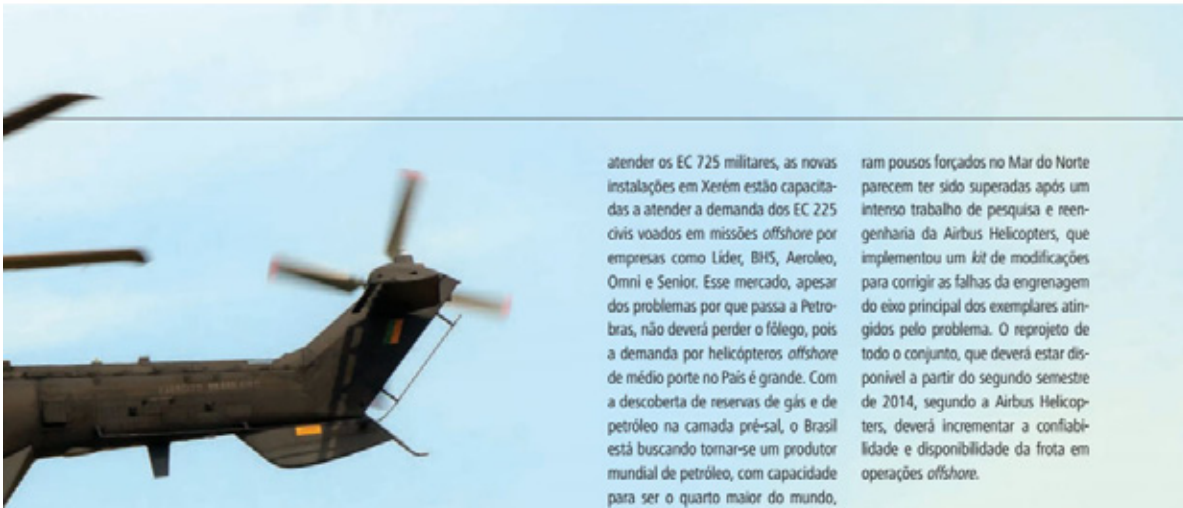 atender os EC 725 militares, as novas
instalações em Xerém estão capacita-
das a atender a demanda dos EC 225
civis voados em missões offshore por
empresas como Líder, BHS, Aeroleo,
Omni e Senior. Esse mercado, apesar
dos problemas por que passa a Petro-
bras, não deverá perder o fôlego, pois
a demanda por helicópteros offshore
de médio porte no País é grande. Com
a descoberta de reservas de gás e de
petróleo na camada pré-sal, o Brasil
está buscando tornar-se um produtor
mundial de petróleo, com capacidade
para ser o quarto maior do mundo,
ram pousos forçados no Mar do Norte
parecem ter sido superadas após um
intenso trabalho de pesquisa e reen-
genharia da Airbus Helicopters, que
implementou um kit de modificações
para corrigir as falhas da engrenagem
do eixo principal dos exemplares atin-
gidos pelo problema. O reprojeto de
todo o conjunto, que deverá estar dis-
ponível a partir do segundo semestre
de 2014, segundo a Airbus Helicop-
ters, deverá incrementar a confiabi-
lidade e disponibilidade da frota em
operações offshore.